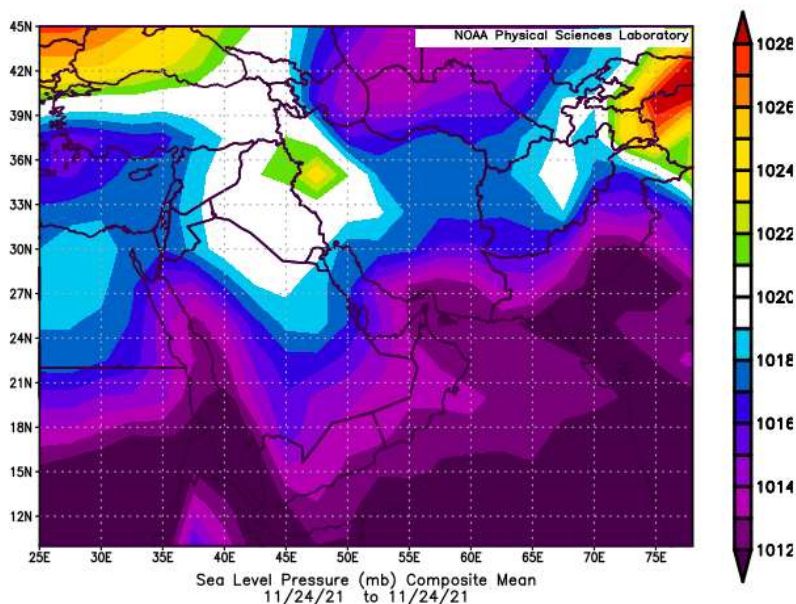 NOAA Physical Sciences Laboratory
45N
42N
39N
36N
33N
30N
27N
24N
21N
18N
15N
12N
25E 30E 35E 40E 45E 50E 55E 60E 65E 70E 75E
1028
1026
1024
1022
1020
1018
1016
1014
1012
Sea Level Pressure (mb) Composite Mean
11/24/21 to 11/24/21